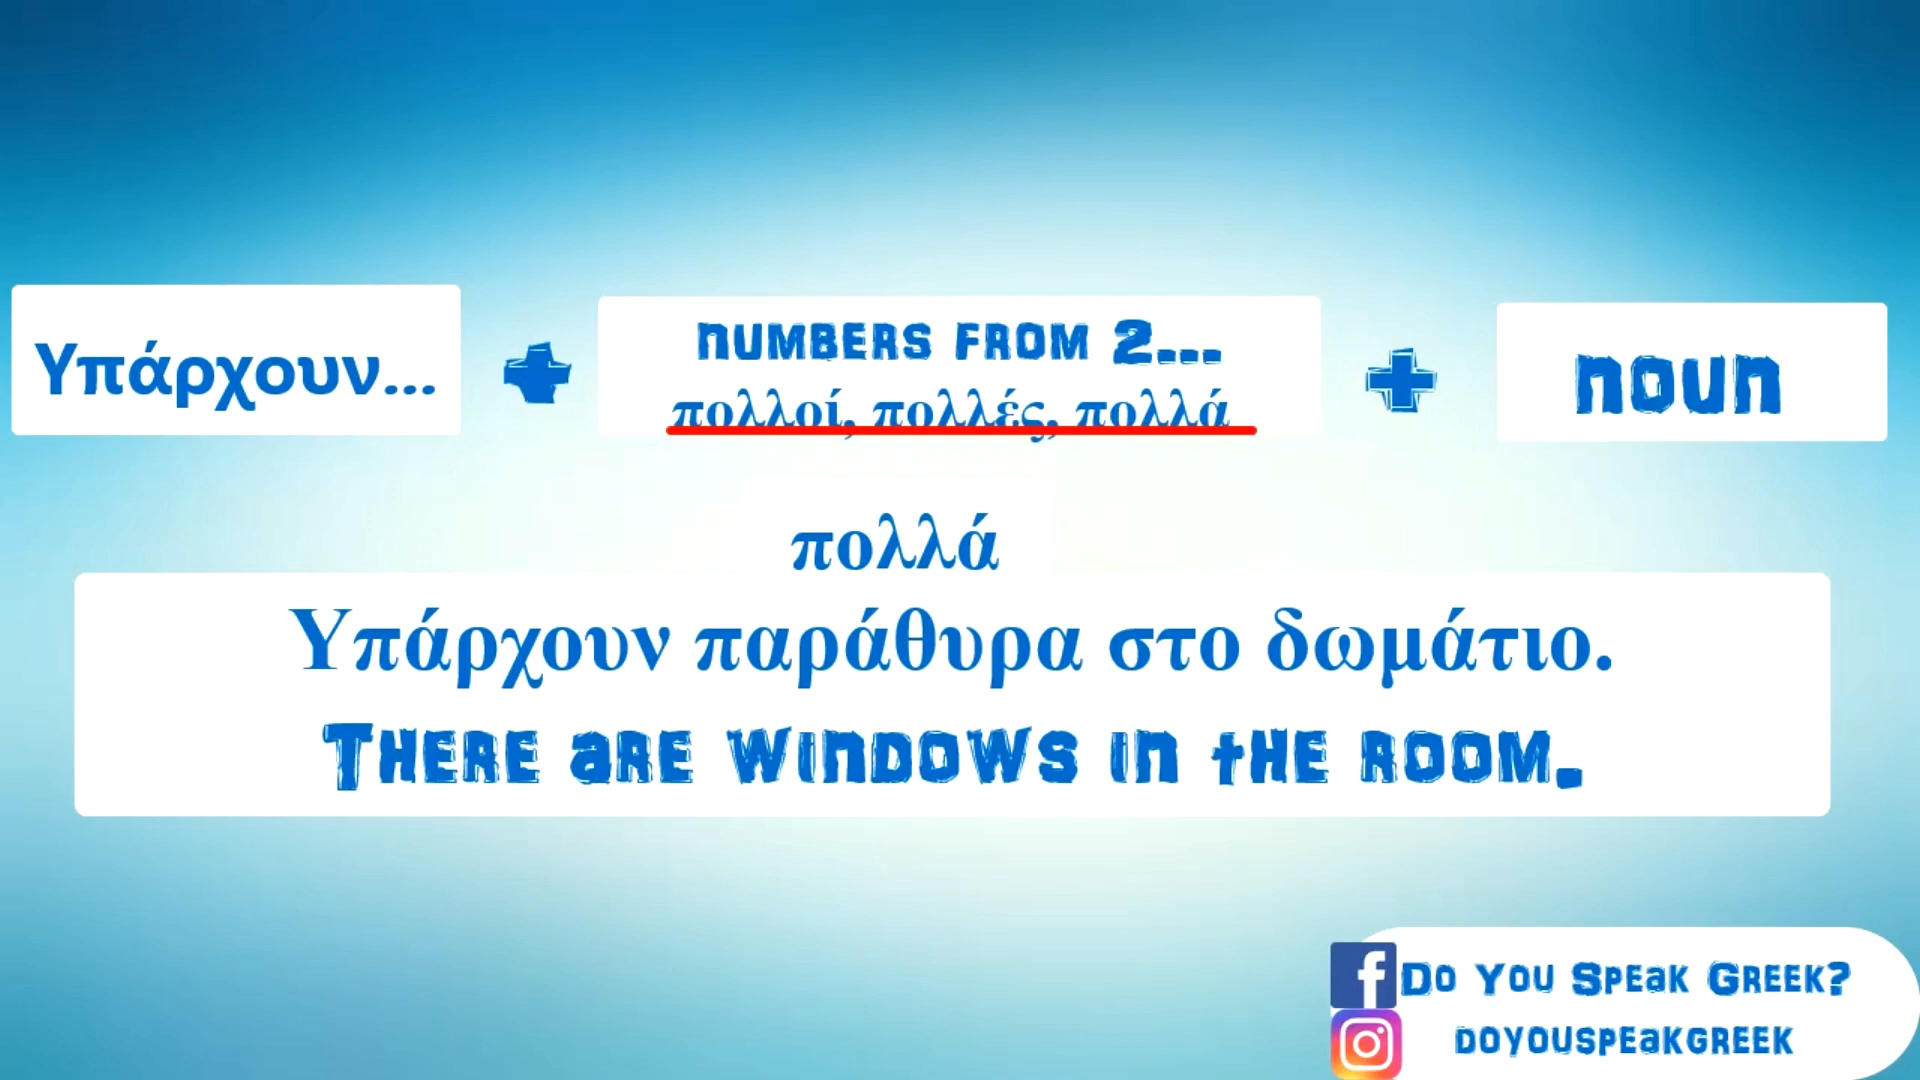 Υπάρχουν... + numbers from 2... + noun
πολλοί, πολλές, πολλά
πολλά
Υπάρχουν παράθυρα στο δωμάτιο.
There are windows in the room.
Do You Speak Greek?
doyouspeakgreek